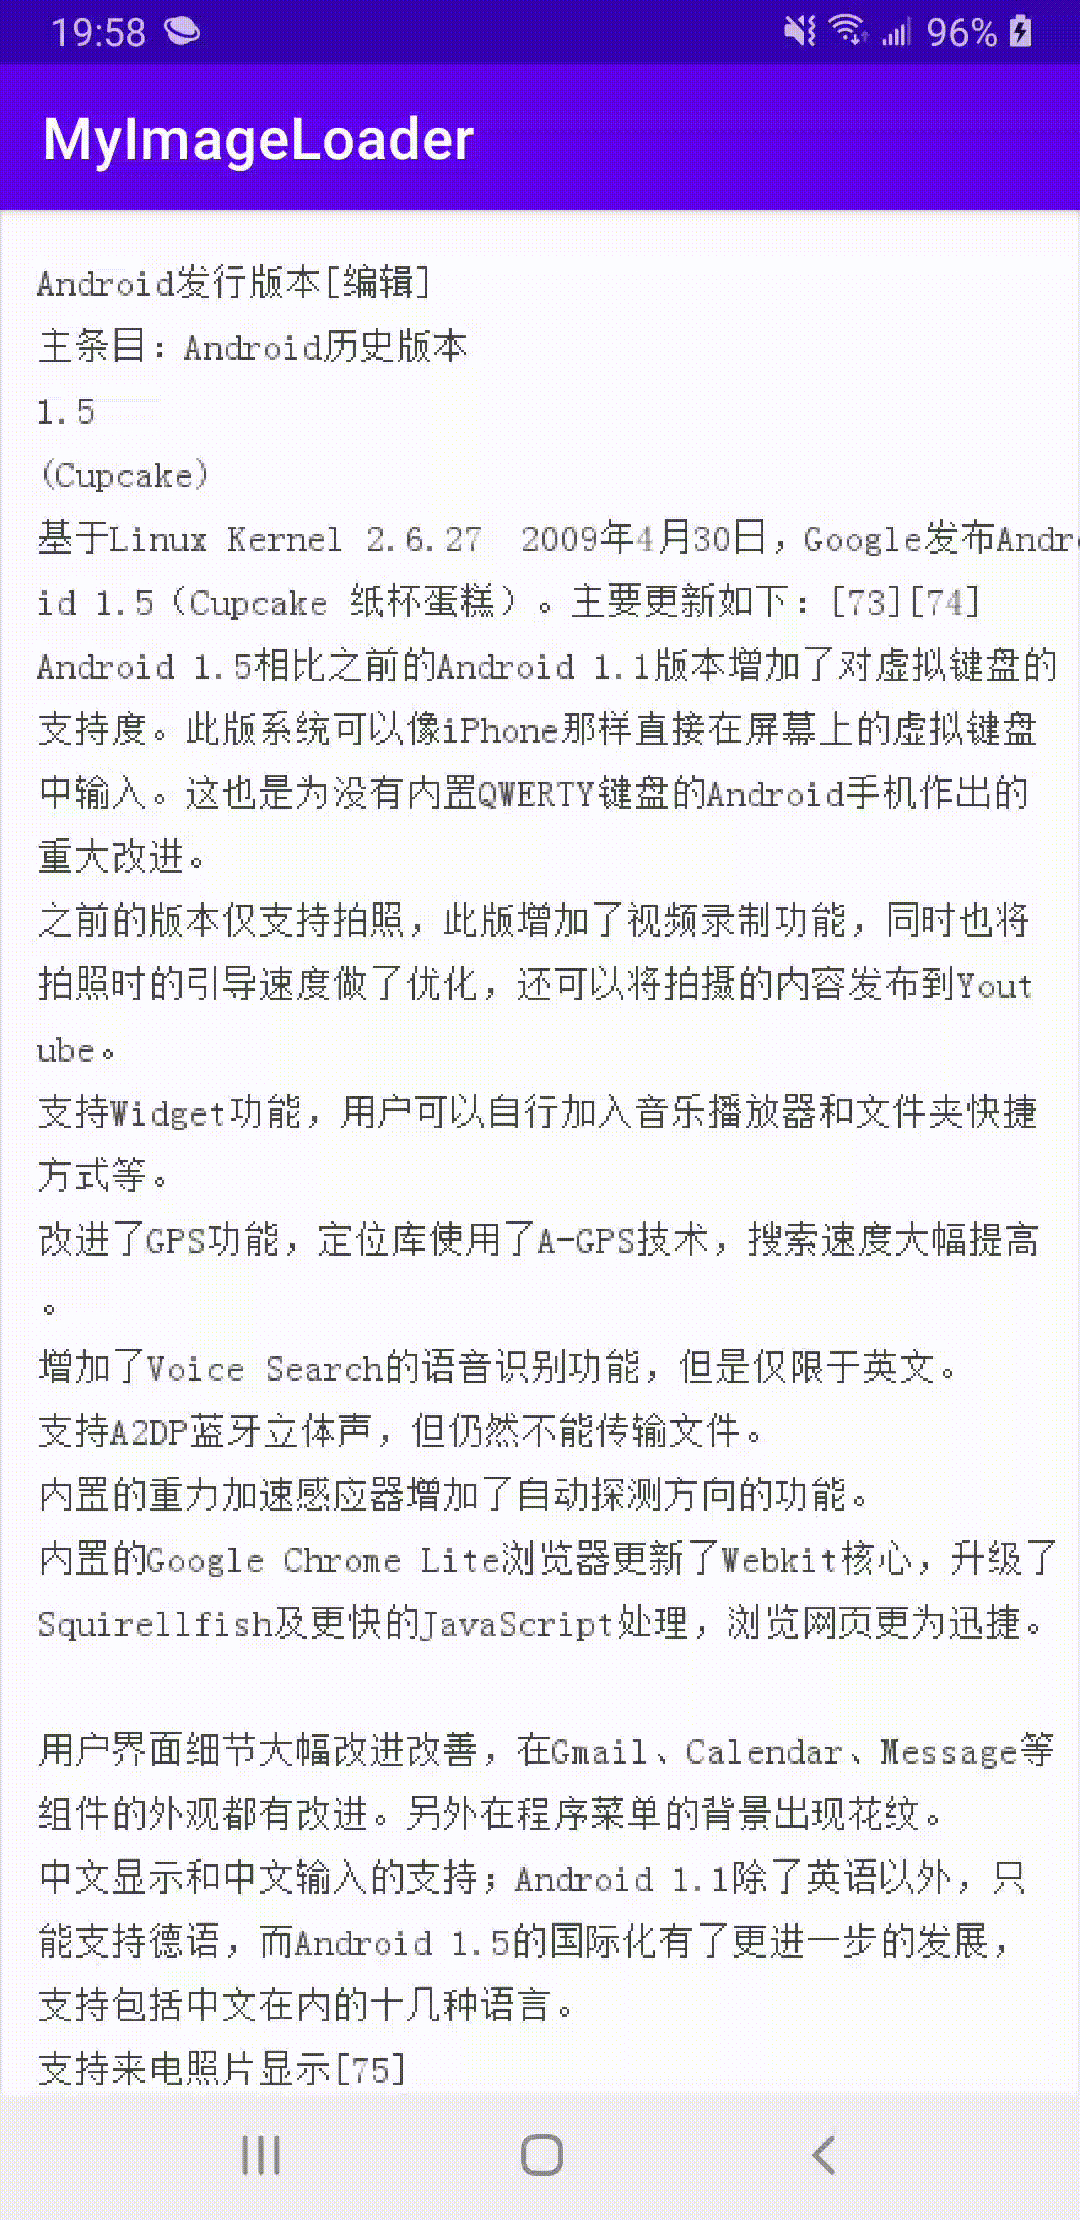 19:58
96%
MyImageLoader
Android发行版本[编辑]
主条目：Android历史版本
1.5
(Cupcake)
基于Linux Kernel 2.6.27  2009年4月30日，Google发布Andro
id 1.5（Cupcake 纸杯蛋糕）。主要更新如下：[73][74]
Android 1.5相比之前的Android 1.1版本增加了对虚拟键盘的
支持度。此版系统可以像iPhone那样直接在屏幕上的虚拟键盘
中输入。这也是为没有内置QWERTY键盘的Android手机作出的
重大改进。
之前的版本仅支持拍照，此版增加了视频录制功能，同时也将
拍照时的引导速度做了优化，还可以将拍摄的内容发布到Yout
ube。
支持Widget功能，用户可以自行加入音乐播放器和文件夹快捷
方式等。
改进了GPS功能，定位库使用了A-GPS技术，搜索速度大幅提高
。
增加了Voice Search的语音识别功能，但是仅限于英文。
支持A2DP蓝牙立体声，但仍然不能传输文件。
内置的重力加速感应器增加了自动探测方向的功能。
内置的Google Chrome Lite浏览器更新了Webkit核心，升级了
Squirellfish及更快的JavaScript处理，浏览网页更为迅捷。
用户界面细节大幅改进改善，在Gmail、Calendar、Message等
组件的外观都有改进。另外在程序菜单的背景出现花纹。
中文显示和中文输入的支持；Android 1.1除了英语以外，只
能支持德语，而Android 1.5的国际化有了更进一步的发展，
支持包括中文在内的十几种语言。
支持来电照片显示[75]